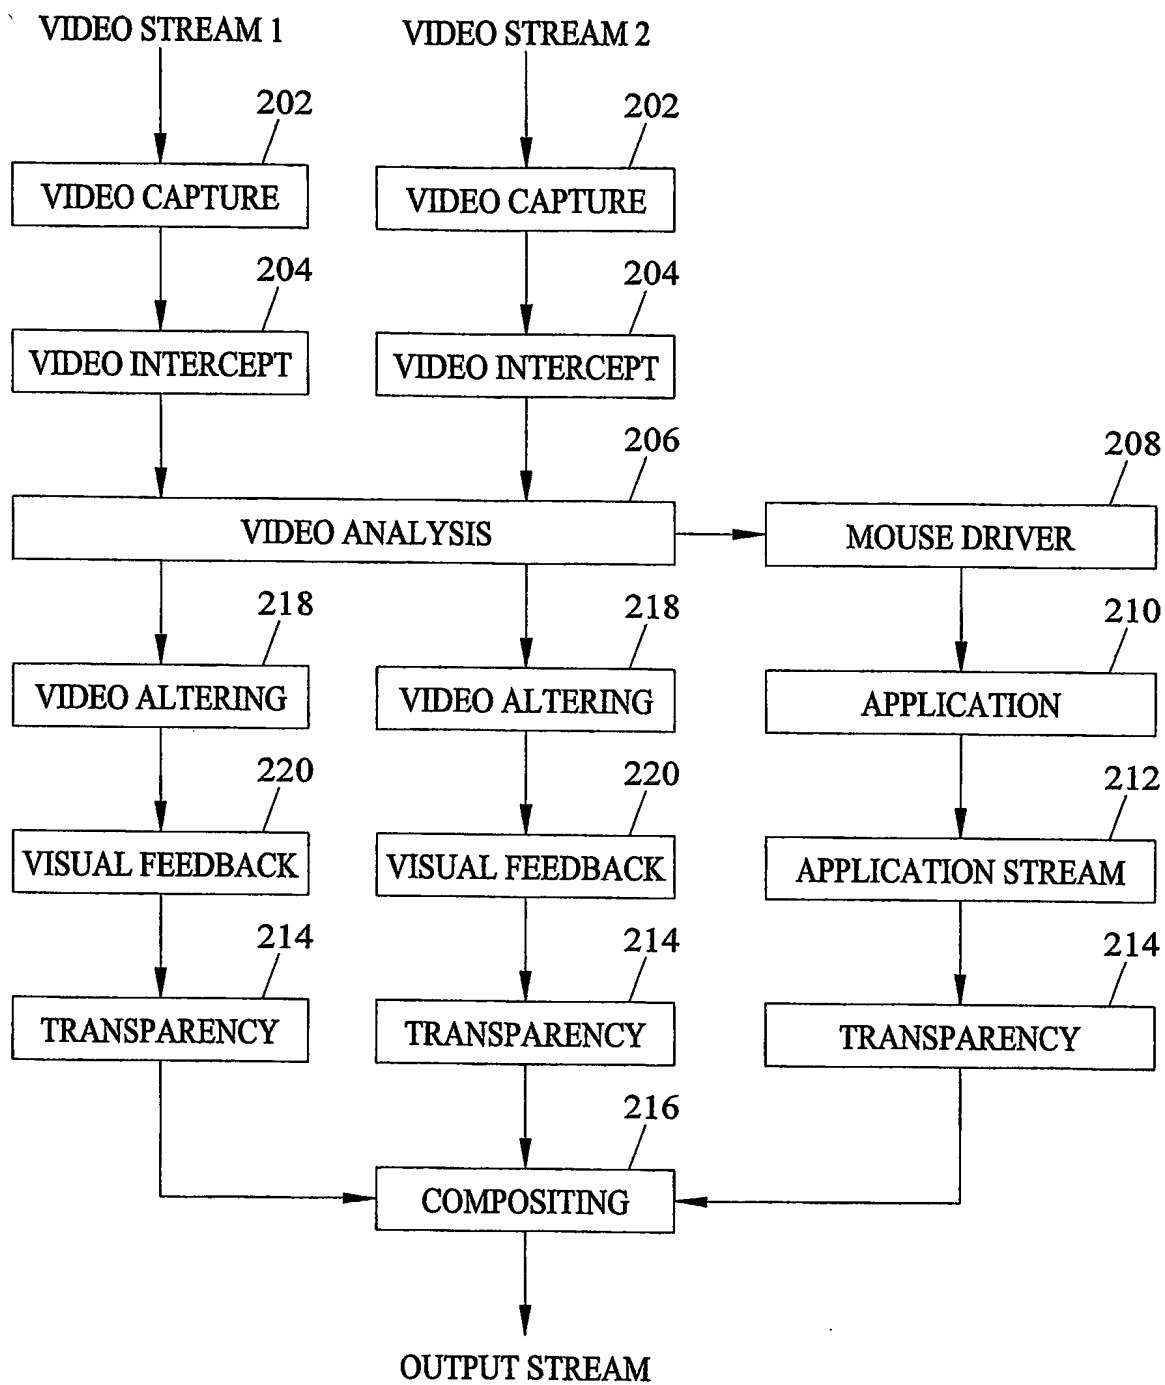 VIDEO STREAM 1
VIDEO STREAM 2
202
202
VIDEO CAPTURE
VIDEO CAPTURE
204
204
VIDEO INTERCEPT
VIDEO INTERCEPT
206
208
VIDEO ANALYSIS
MOUSE DRIVER
218
218
210
VIDEO ALTERING
VIDEO ALTERING
APPLICATION
220
220
212
VISUAL FEEDBACK
VISUAL FEEDBACK
APPLICATION STREAM
214
214
214
TRANSPARENCY
TRANSPARENCY
TRANSPARENCY
216
COMPOSITING
OUTPUT STREAM